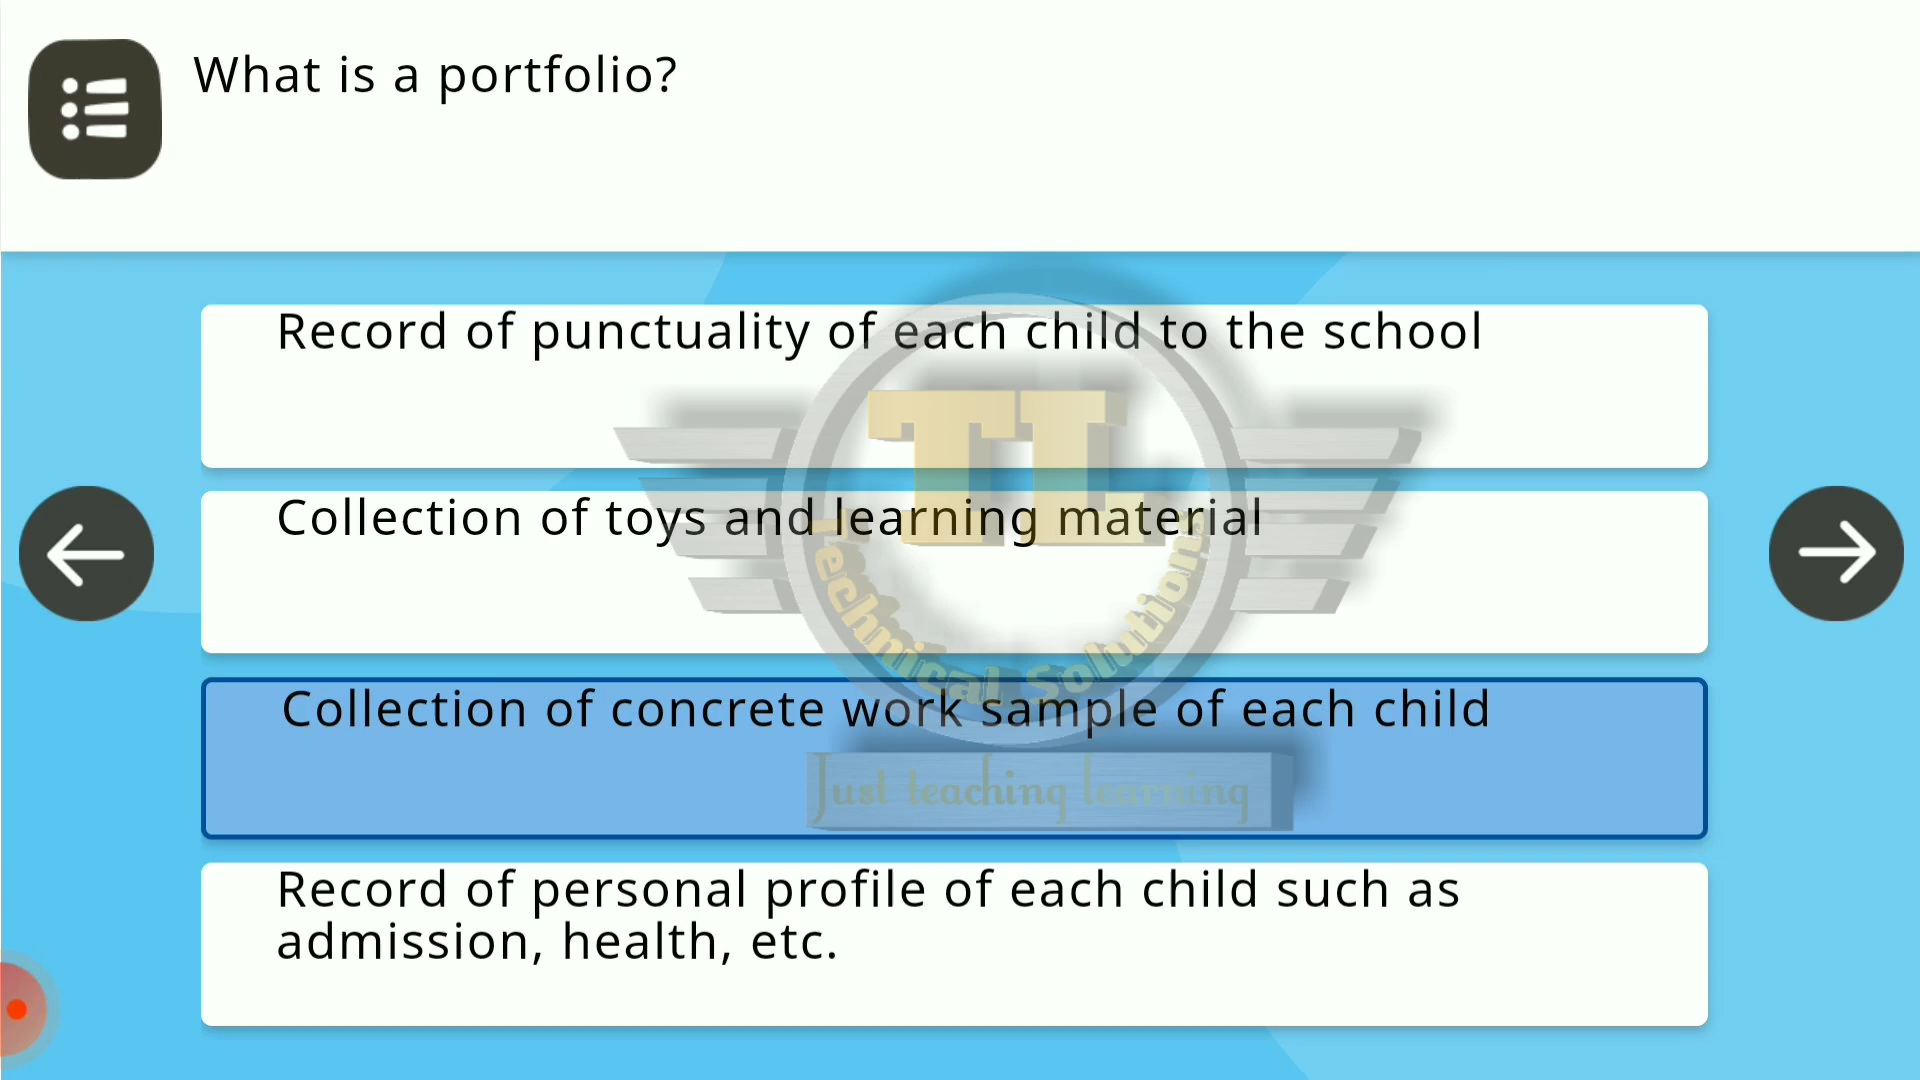 What is a portfolio?
Record of punctuality of each child to the school
Collection of toys and learning material
Collection of concrete work sample of each child
Record of personal profile of each child such as
admission, health, etc.
TL
Technical Solutions
Just teaching learning